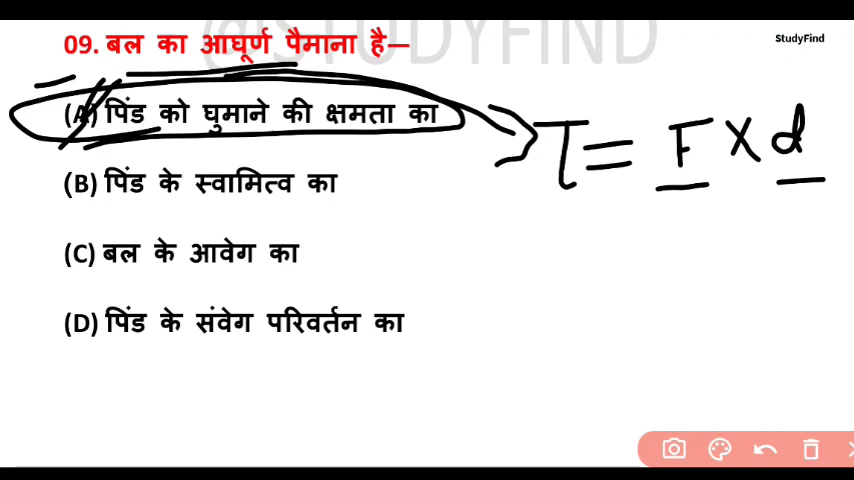 @STUDYFIND
StudyFind
09. बल का आघूर्ण पैमाना है—
(A) पिंड को घुमाने की क्षमता का
τ = F × d
(B) पिंड के स्वामित्व का
(C) बल के आवेग का
(D) पिंड के संवेग परिवर्तन का